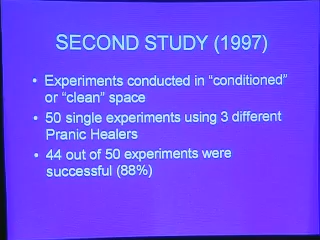 SECOND STUDY (1997)
• Experiments conducted in "conditioned"
or "clean" space
• 50 single experiments using 3 different
Pranic Healers
• 44 out of 50 experiments were
successful (88%)